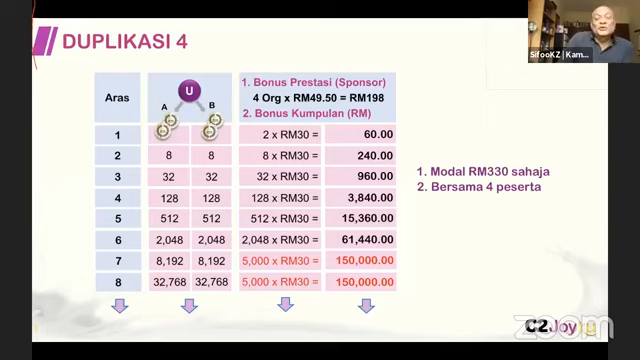 DUPLIKASI 4
SifooKZ | Kam...
Aras
U
A
B
1. Bonus Prestasi (Sponsor)
4 Org x RM49.50 = RM198
2. Bonus Kumpulan (RM)
1 2 x RM30 = 60.00
2 8 8 8 x RM30 = 240.00
3 32 32 32 x RM30 = 960.00
4 128 128 128 x RM30 = 3,840.00
5 512 512 512 x RM30 = 15,360.00
6 2,048 2,048 2,048 x RM30 = 61,440.00
7 8,192 8,192 5,000 x RM30 = 150,000.00
8 32,768 32,768 5,000 x RM30 = 150,000.00
1. Modal RM330 sahaja
2. Bersama 4 peserta
C2Joy
zoom